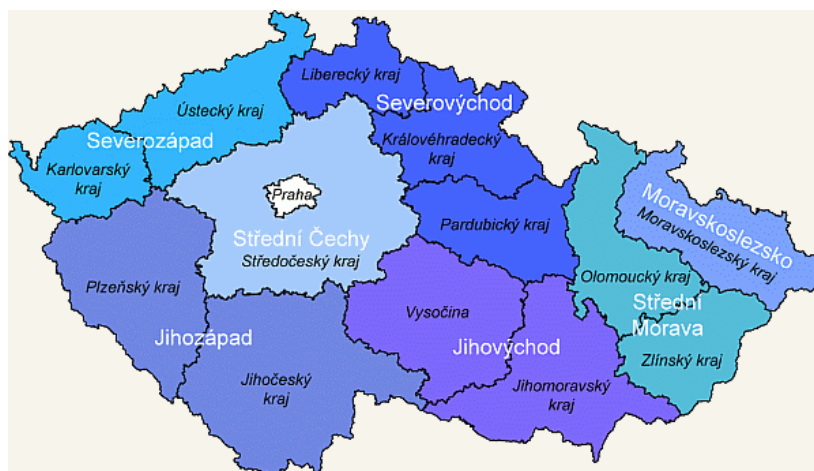 Liberecký kraj
Ústecký kraj
Severovýchod
Severozápad
Královéhradecký
kraj
Karlovarský
kraj
Praha
Moravskoslezsko
Moravskoslezský kraj
Pardubický kraj
Střední Čechy
Středočeský kraj
Plzeňský kraj
Olomoucký kraj
Střední
Morava
Vysočina
Jihozápad
Jihovýchod
Zlínský kraj
Jihočeský
kraj
Jihomoravský
kraj